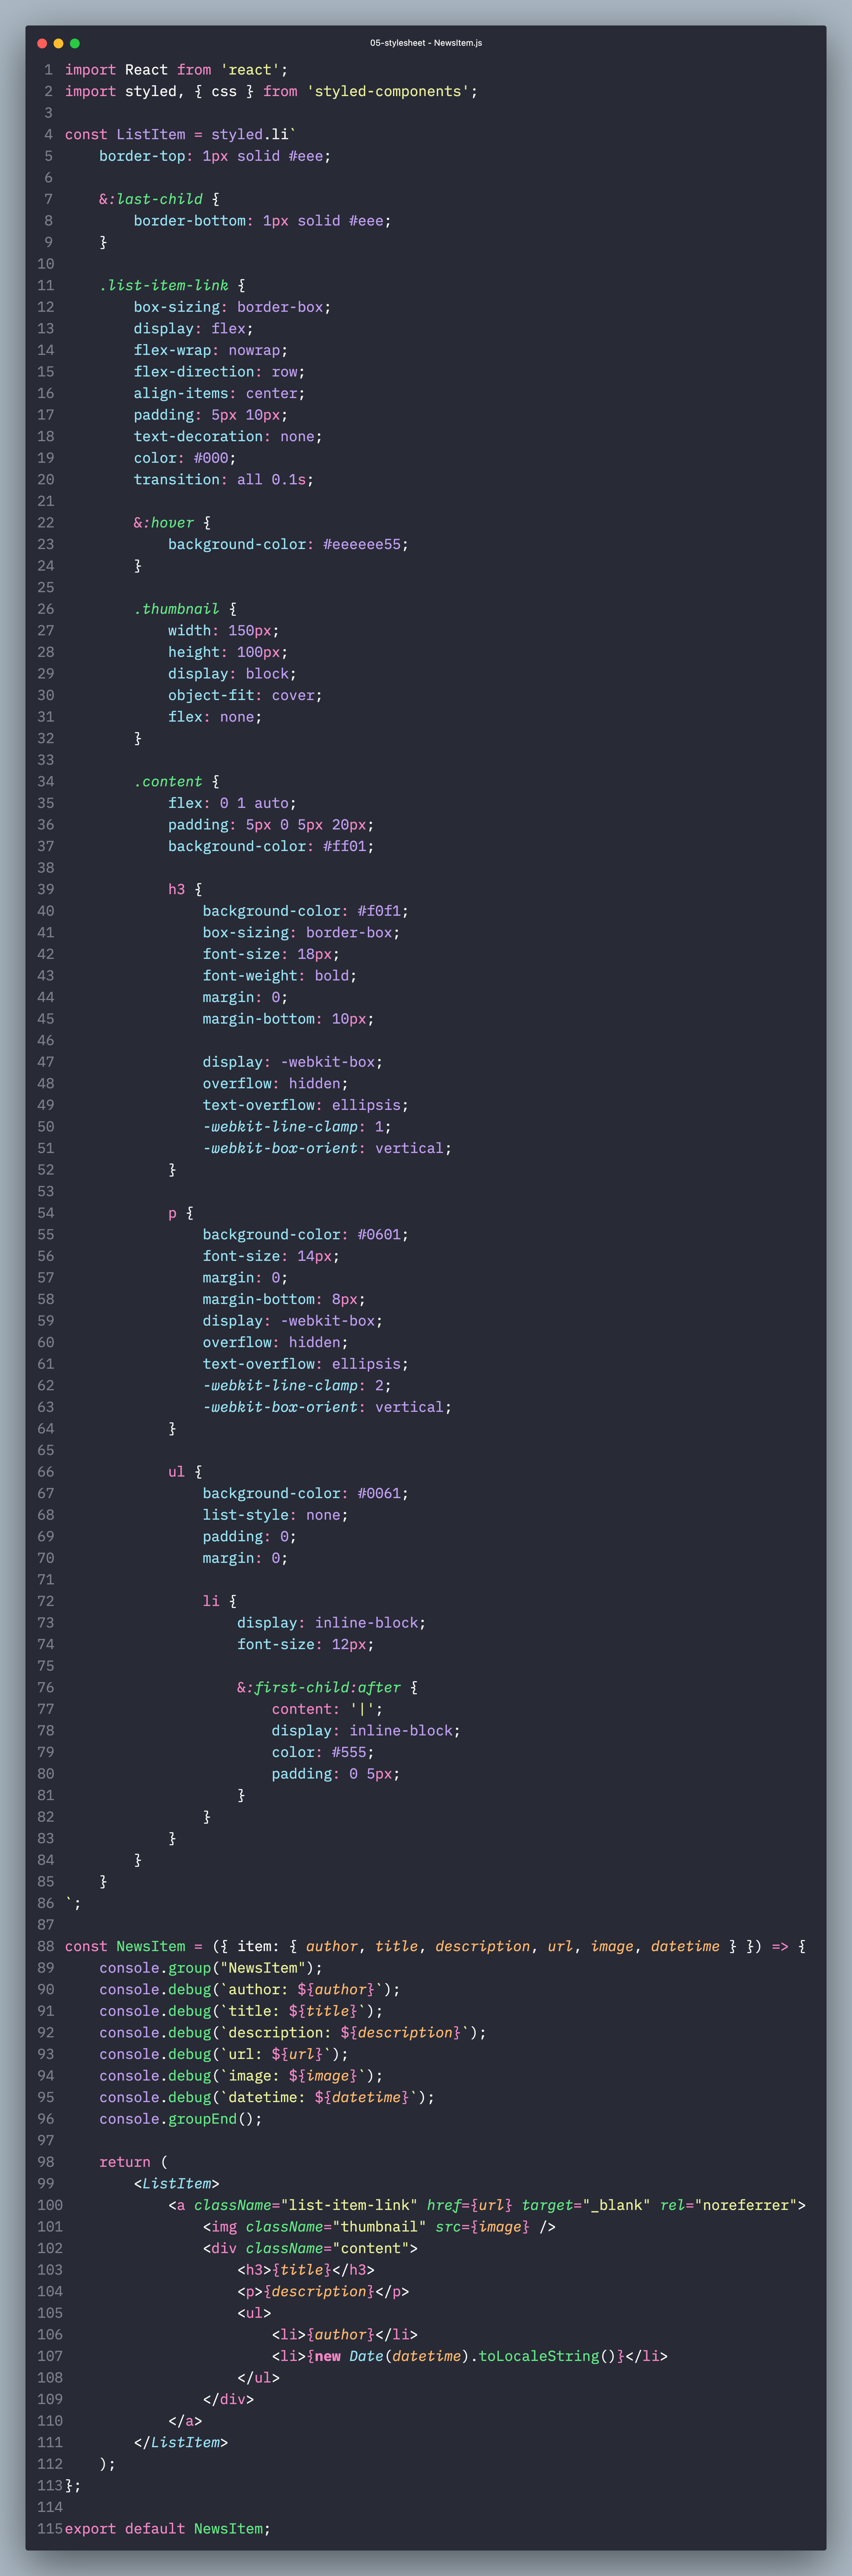 05-stylesheet - NewsItem.js
1 import React from 'react';
2 import styled, { css } from 'styled-components';
3
4 const ListItem = styled.li`
5     border-top: 1px solid #eee;
6
7     &:last-child {
8         border-bottom: 1px solid #eee;
9     }
10
11     .list-item-link {
12         box-sizing: border-box;
13         display: flex;
14         flex-wrap: nowrap;
15         flex-direction: row;
16         align-items: center;
17         padding: 5px 10px;
18         text-decoration: none;
19         color: #000;
20         transition: all 0.1s;
21
22         &:hover {
23             background-color: #eeeeee55;
24         }
25
26         .thumbnail {
27             width: 150px;
28             height: 100px;
29             display: block;
30             object-fit: cover;
31             flex: none;
32         }
33
34         .content {
35             flex: 0 1 auto;
36             padding: 5px 0 5px 20px;
37             background-color: #ff01;
38
39             h3 {
40                 background-color: #f0f1;
41                 box-sizing: border-box;
42                 font-size: 18px;
43                 font-weight: bold;
44                 margin: 0;
45                 margin-bottom: 10px;
46
47                 display: -webkit-box;
48                 overflow: hidden;
49                 text-overflow: ellipsis;
50                 -webkit-line-clamp: 1;
51                 -webkit-box-orient: vertical;
52             }
53
54             p {
55                 background-color: #0601;
56                 font-size: 14px;
57                 margin: 0;
58                 margin-bottom: 8px;
59                 display: -webkit-box;
60                 overflow: hidden;
61                 text-overflow: ellipsis;
62                 -webkit-line-clamp: 2;
63                 -webkit-box-orient: vertical;
64             }
65
66             ul {
67                 background-color: #0061;
68                 list-style: none;
69                 padding: 0;
70                 margin: 0;
71
72                 li {
73                     display: inline-block;
74                     font-size: 12px;
75
76                     &:first-child:after {
77                         content: '|';
78                         display: inline-block;
79                         color: #555;
80                         padding: 0 5px;
81                     }
82                 }
83             }
84         }
85     }
86 `;
87
88 const NewsItem = ({ item: { author, title, description, url, image, datetime } }) => {
89     console.group("NewsItem");
90     console.debug(`author: ${author}`);
91     console.debug(`title: ${title}`);
92     console.debug(`description: ${description}`);
93     console.debug(`url: ${url}`);
94     console.debug(`image: ${image}`);
95     console.debug(`datetime: ${datetime}`);
96     console.groupEnd();
97
98     return (
99         <ListItem>
100             <a className="list-item-link" href={url} target="_blank" rel="noreferrer">
101                 <img className="thumbnail" src={image} />
102                 <div className="content">
103                     <h3>{title}</h3>
104                     <p>{description}</p>
105                     <ul>
106                         <li>{author}</li>
107                         <li>{new Date(datetime).toLocaleString()}</li>
108                     </ul>
109                 </div>
110             </a>
111         </ListItem>
112     );
113 };
114
115 export default NewsItem;